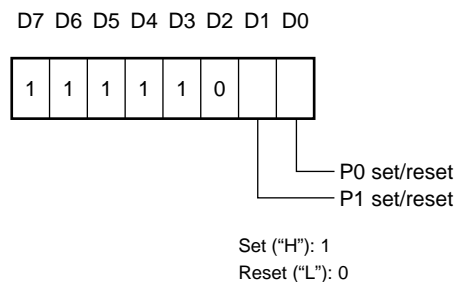 D7 D6 D5 D4 D3 D2 D1 D0
1 1 1 1 1 0
P0 set/reset
P1 set/reset
Set (“H”): 1
Reset (“L”): 0